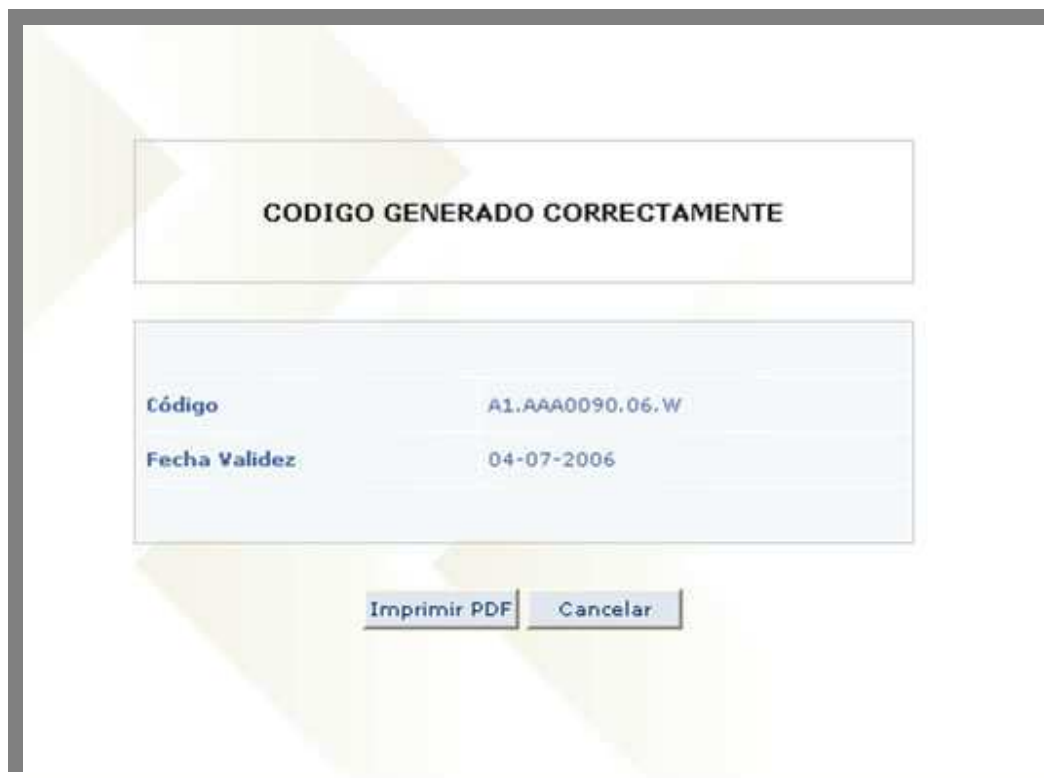 CODIGO GENERADO CORRECTAMENTE
Código A1.AAA0090.06.W
Fecha Validez 04-07-2006
Imprimir PDF Cancelar